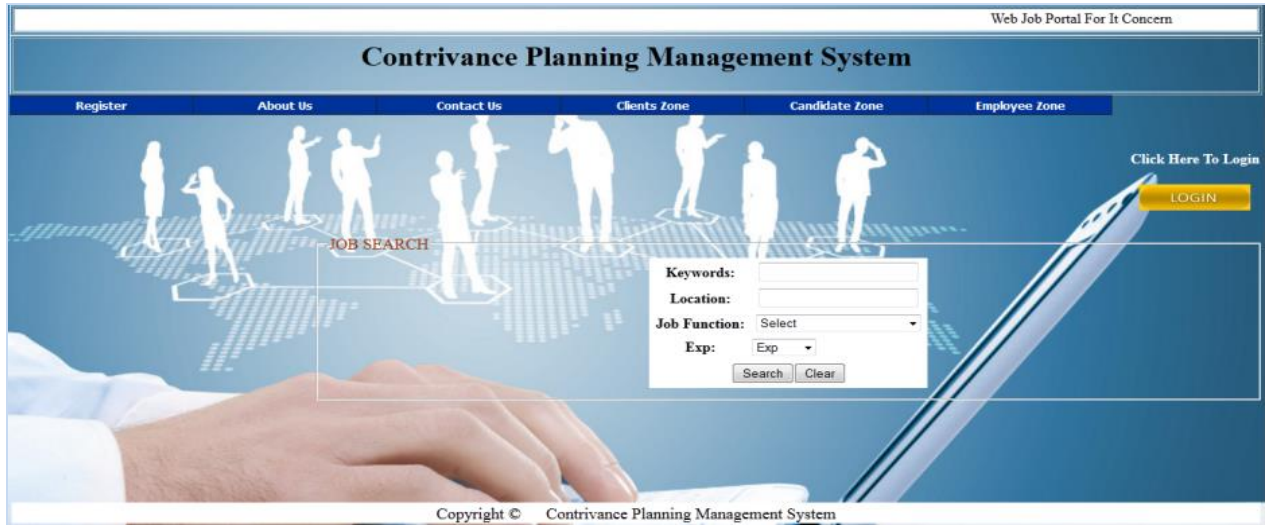 Web Job Portal For It Concern
Contrivance Planning Management System
Register About Us Contact Us Clients Zone Candidate Zone Employee Zone
Click Here To Login
LOGIN
JOB SEARCH
Keywords:
Location:
Job Function: Select
Exp: Exp
Search Clear
Copyright © Contrivance Planning Management System